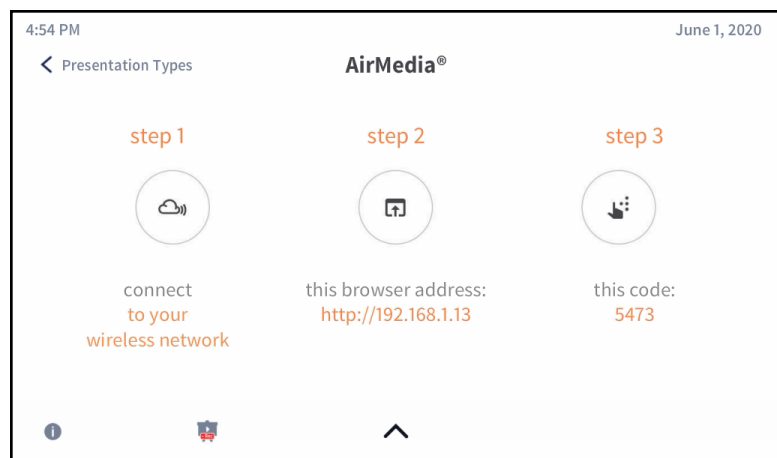 4:54 PM
June 1, 2020
Presentation Types
AirMedia®
step 1
step 2
step 3
connect
to your
wireless network
this browser address:
http://192.168.1.13
this code:
5473